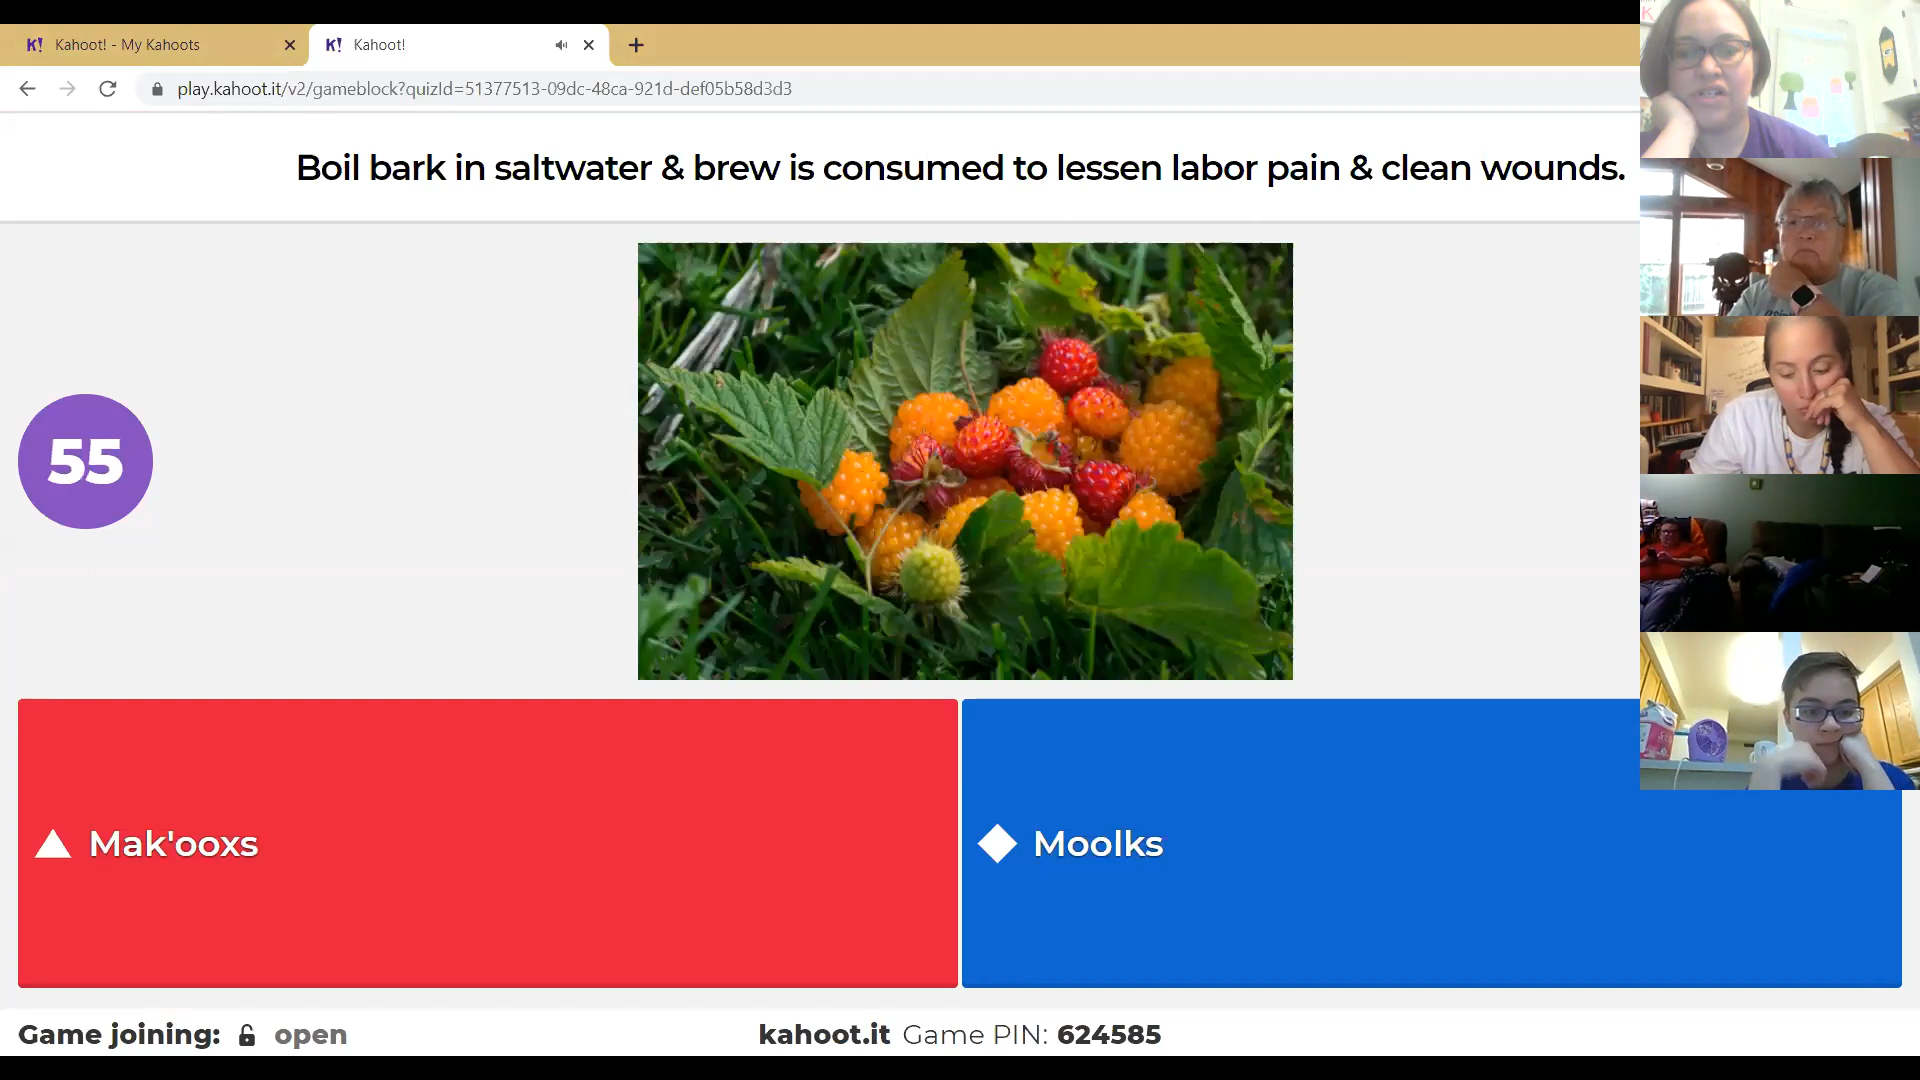 Kahoot! - My Kahoots
Kahoot!
play.kahoot.it/v2/gameblock?quizId=51377513-09dc-48ca-921d-def05b58d3d3
Boil bark in saltwater & brew is consumed to lessen labor pain & clean wounds.
55
Mak'ooxs
Moolks
Game joining: open
kahoot.it Game PIN: 624585